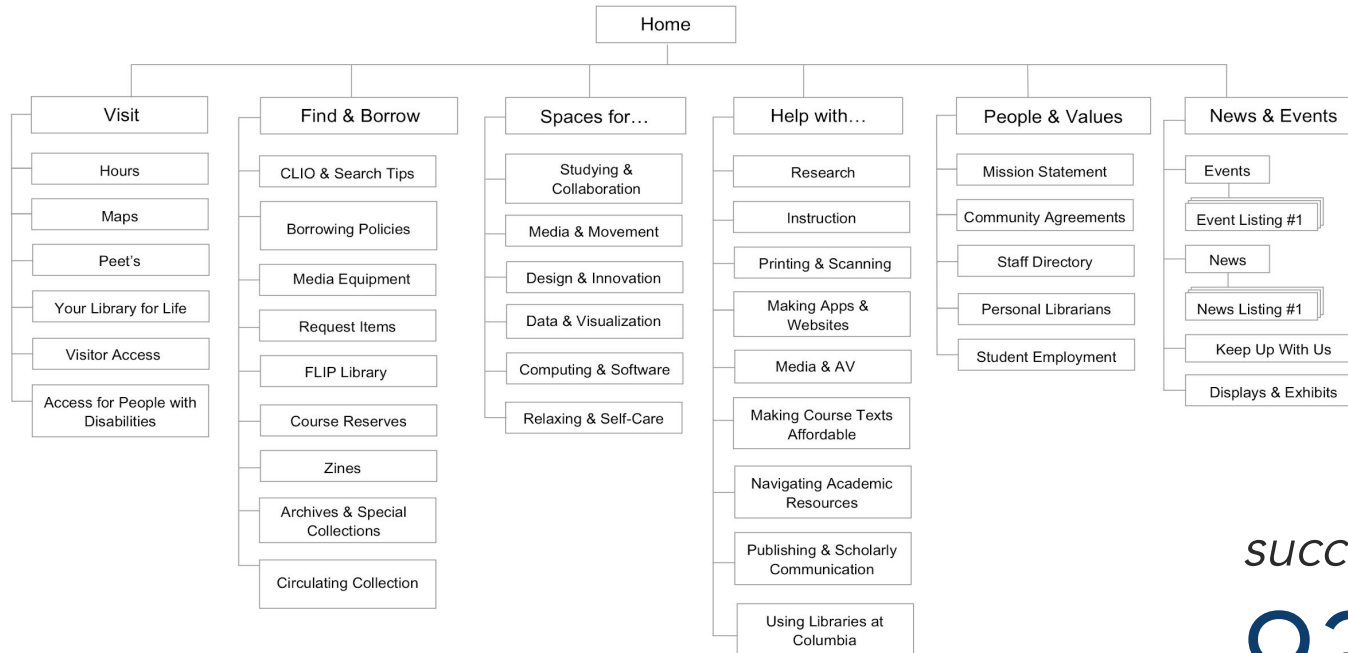 Home
Visit
Hours
Maps
Peet's
Your Library for Life
Visitor Access
Access for People with
Disabilities
Find & Borrow
CLIO & Search Tips
Borrowing Policies
Media Equipment
Request Items
FLIP Library
Course Reserves
Zines
Archives & Special
Collections
Circulating Collection
Spaces for…
Studying &
Collaboration
Media & Movement
Design & Innovation
Data & Visualization
Computing & Software
Relaxing & Self-Care
Help with…
Research
Instruction
Printing & Scanning
Making Apps &
Websites
Media & AV
Making Course Texts
Affordable
Navigating Academic
Resources
Publishing & Scholarly
Communication
Using Libraries at
Columbia
People & Values
Mission Statement
Community Agreements
Staff Directory
Personal Librarians
Student Employment
News & Events
Events
Event Listing #1
News
News Listing #1
Keep Up With Us
Displays & Exhibits
succ